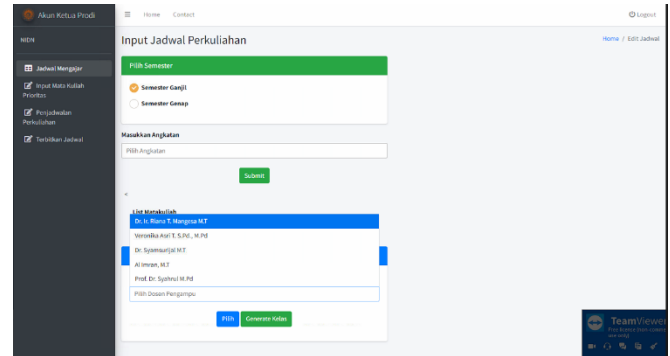 Akun Ketua Prodi
Home Contact
Logout
NIDN
Input Jadwal Perkuliahan
Home / Edit Jadwal
Jadwal Mengajar
Input Mata Kuliah
Prioritas
Penjadwalan
Perkuliahan
Terbitkan Jadwal
Pilih Semester
Semester Ganjil
Semester Genap
Masukkan Angkatan
Pilih Angkatan
Submit
<
List Matakuliah
Dr. Ir. Riana T. Mangesa M.T
Veronika Asri T. S.Pd., M.Pd
Dr. Syamsurijal M.T
Al Imran, M.T
Prof. Dr. Syahrul M.Pd
Pilih Dosen Pengampu
Pilih Generate Kelas
TeamViewer